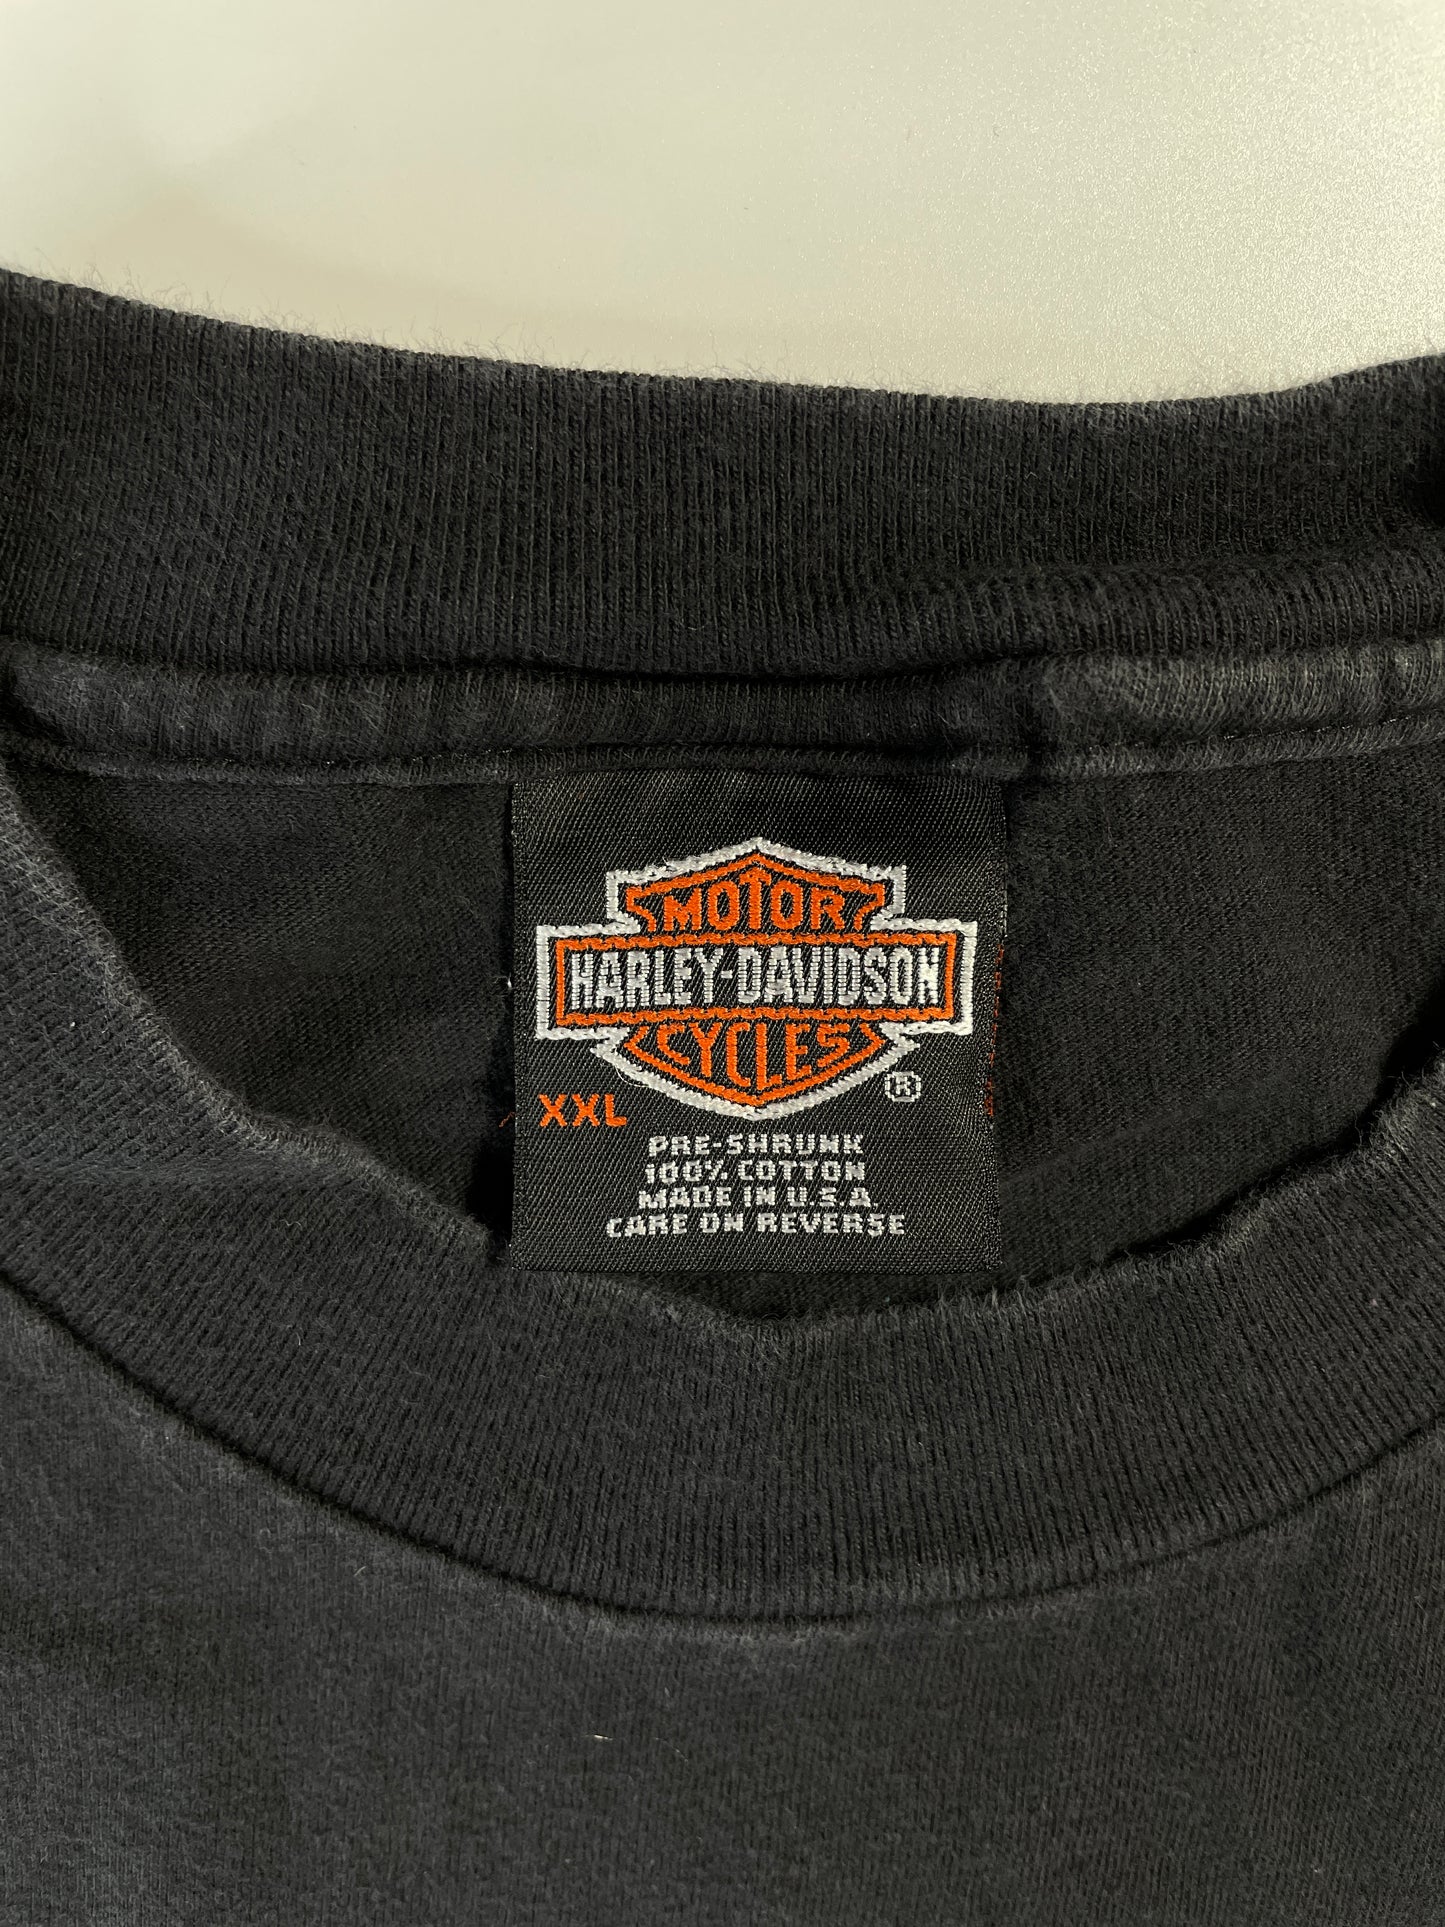 MOTOR
HARLEY-DAVIDSON
CYCLES
®
XXL
PRE-SHRUNK
100% COTTON
MADE IN U.S.A
CARE ON REVERSE